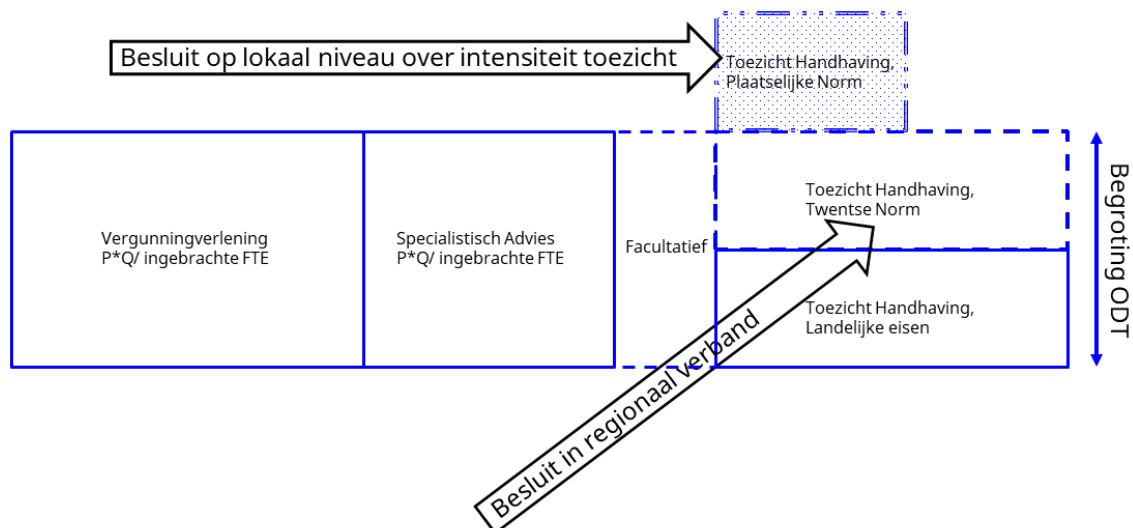 Besluit op lokaal niveau over intensiteit toezicht
Toezicht Handhaving,
Plaatselijke Norm
Vergunningverlening
P*Q/ ingebrachte FTE
Specialistisch Advies
P*Q/ ingebrachte FTE
Facultatief
Toezicht Handhaving,
Twentse Norm
Toezicht Handhaving,
Landelijke eisen
Begroting ODT
Besluit in regionaal verband